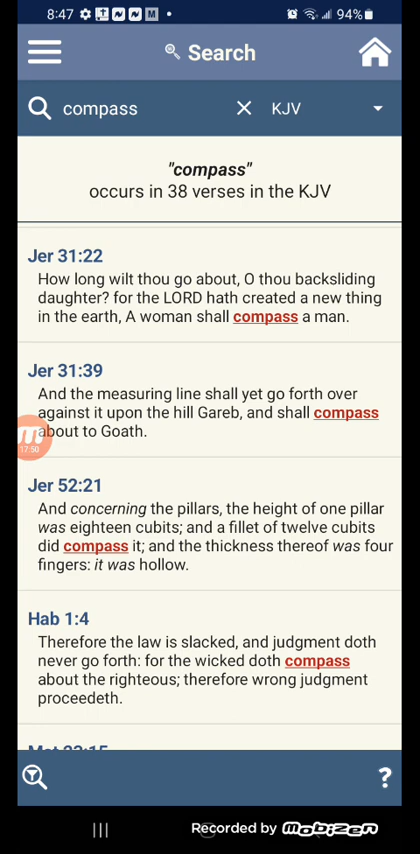 8:47 94%
Search
compass KJV
"compass"
occurs in 38 verses in the KJV
Jer 31:22
How long wilt thou go about, O thou backsliding
daughter? for the LORD hath created a new thing
in the earth, A woman shall compass a man.
Jer 31:39
And the measuring line shall yet go forth over
against it upon the hill Gareb, and shall compass
about to Goath.
17:50
Jer 52:21
And concerning the pillars, the height of one pillar
was eighteen cubits; and a fillet of twelve cubits
did compass it; and the thickness thereof was four
fingers: it was hollow.
Hab 1:4
Therefore the law is slacked, and judgment doth
never go forth: for the wicked doth compass
about the righteous; therefore wrong judgment
proceedeth.
?
Recorded by Mobizen